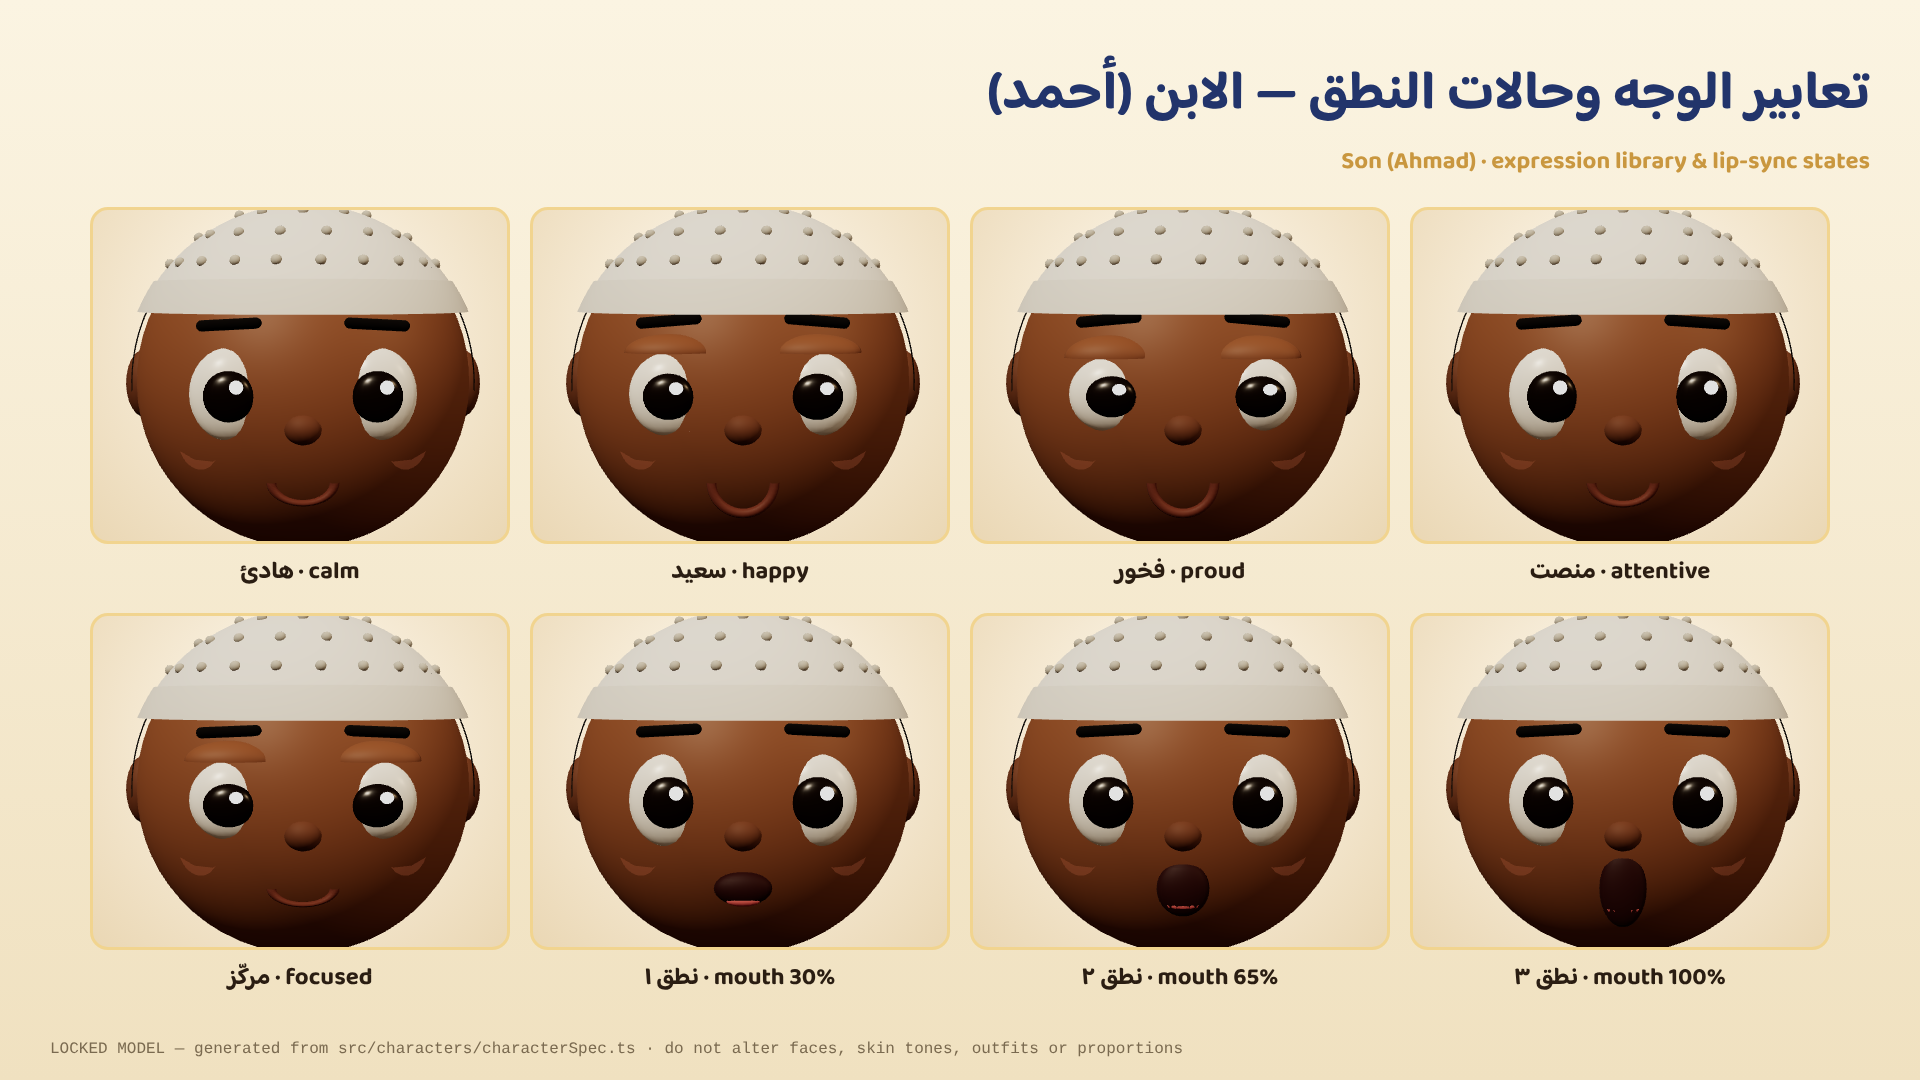 تعابير الوجه وحالات النطق — الابن (أحمد)
Son (Ahmad) · expression library & lip-sync states
هادئ · calm
سعيد · happy
فخور · proud
منصت · attentive
مركّز · focused
نطق ١ · mouth 30%
نطق ٢ · mouth 65%
نطق ٣ · mouth 100%
LOCKED MODEL — generated from src/characters/characterSpec.ts · do not alter faces, skin tones, outfits or proportions